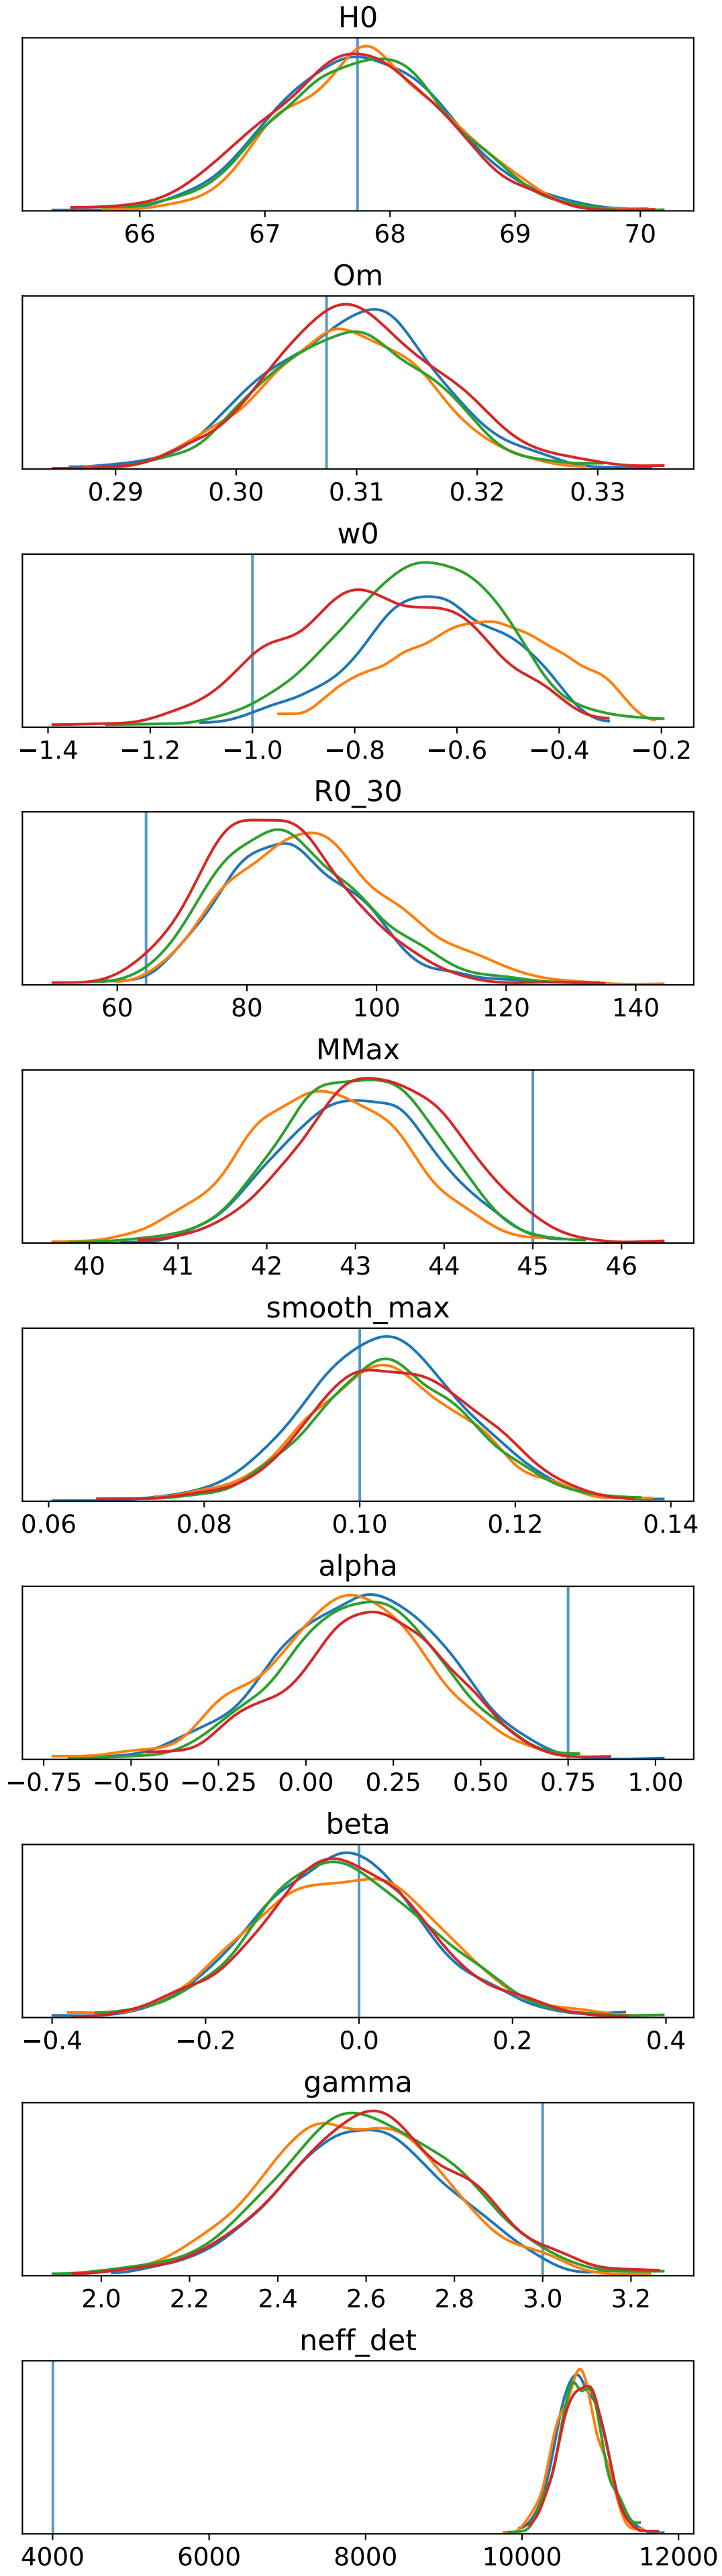 H0
66 67 68 69 70
Om
0.29 0.30 0.31 0.32 0.33
w0
−1.4 −1.2 −1.0 −0.8 −0.6 −0.4 −0.2
R0_30
60 80 100 120 140
MMax
40 41 42 43 44 45 46
smooth_max
0.06 0.08 0.10 0.12 0.14
alpha
−0.75 −0.50 −0.25 0.00 0.25 0.50 0.75 1.00
beta
−0.4 −0.2 0.0 0.2 0.4
gamma
2.0 2.2 2.4 2.6 2.8 3.0 3.2
neff_det
4000 6000 8000 10000 12000